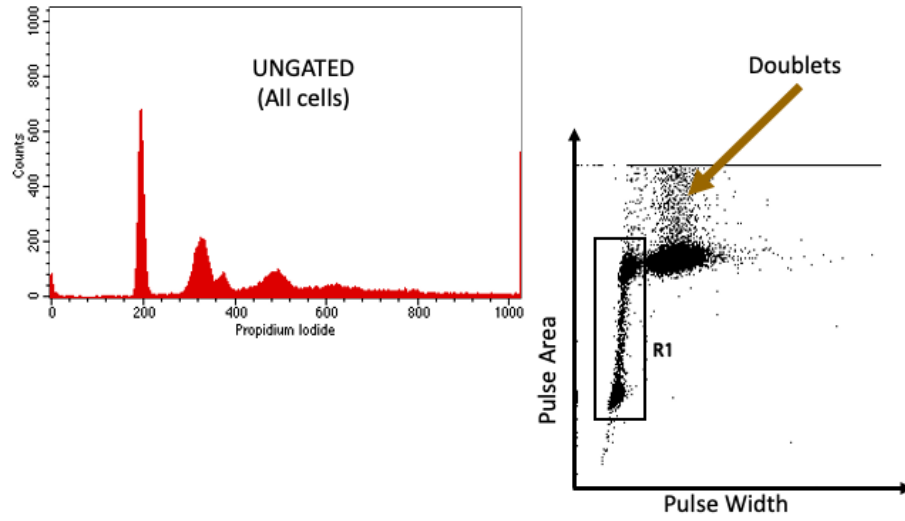 UNGATED
(All cells)
Counts
1000
800
600
400
200
0
0
200
400
600
800
1000
Propidium Iodide
Doublets
R1
Pulse Area
Pulse Width